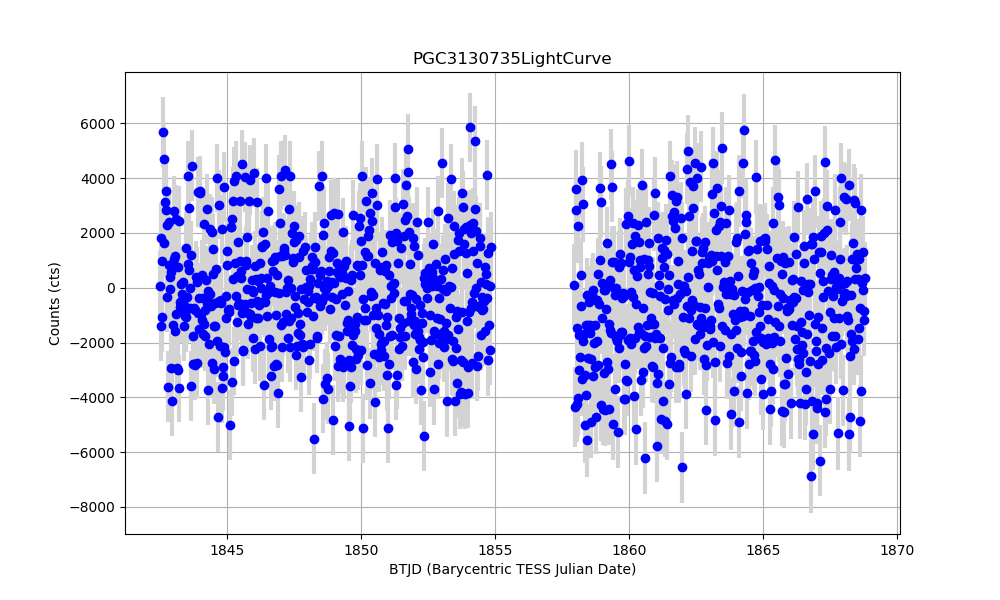 PGC3130735LightCurve
6000
4000
2000
0
−2000
−4000
−6000
−8000
Counts (cts)
1845 1850 1855 1860 1865 1870
BTJD (Barycentric TESS Julian Date)